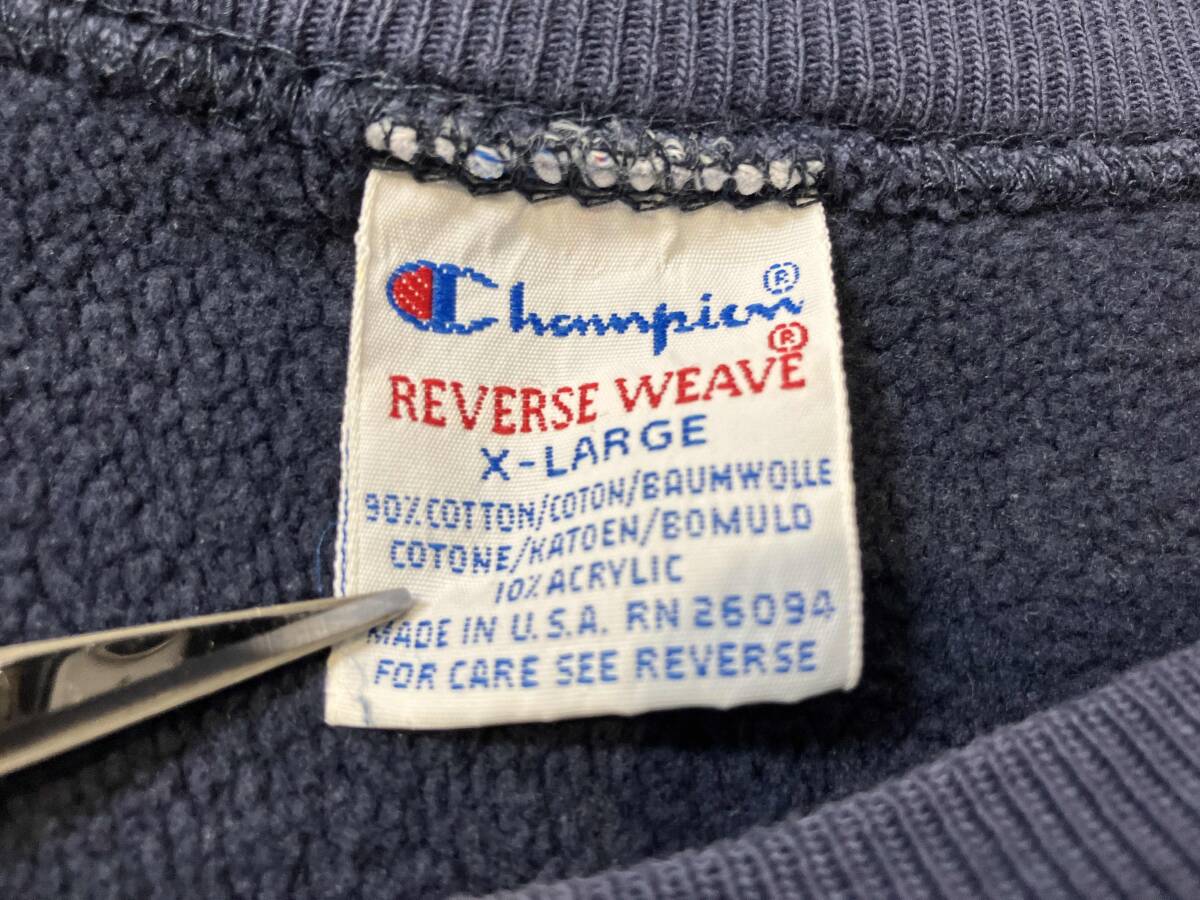 Champion®
REVERSE WEAVE®
X-LARGE
90% COTTON/COTON/BAUMWOLLE
COTONE/KATOEN/BOMULD
10% ACRYLIC
MADE IN U.S.A. RN 26094
FOR CARE SEE REVERSE